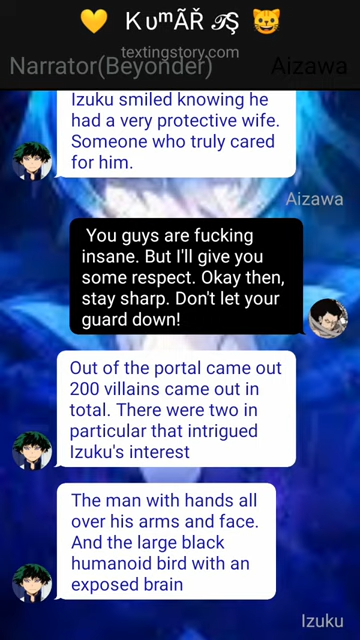 💛 KυᵐÃŘ 𝒯Ş 😺
textingstory.com
Narrator(Beyonder) Aizawa
Izuku smiled knowing he
had a very protective wife.
Someone who truly cared
for him.
Aizawa
You guys are fucking
insane. But I'll give you
some respect. Okay then,
stay sharp. Don't let your
guard down!
Out of the portal came out
200 villains came out in
total. There were two in
particular that intrigued
Izuku's interest
The man with hands all
over his arms and face.
And the large black
humanoid bird with an
exposed brain
Izuku